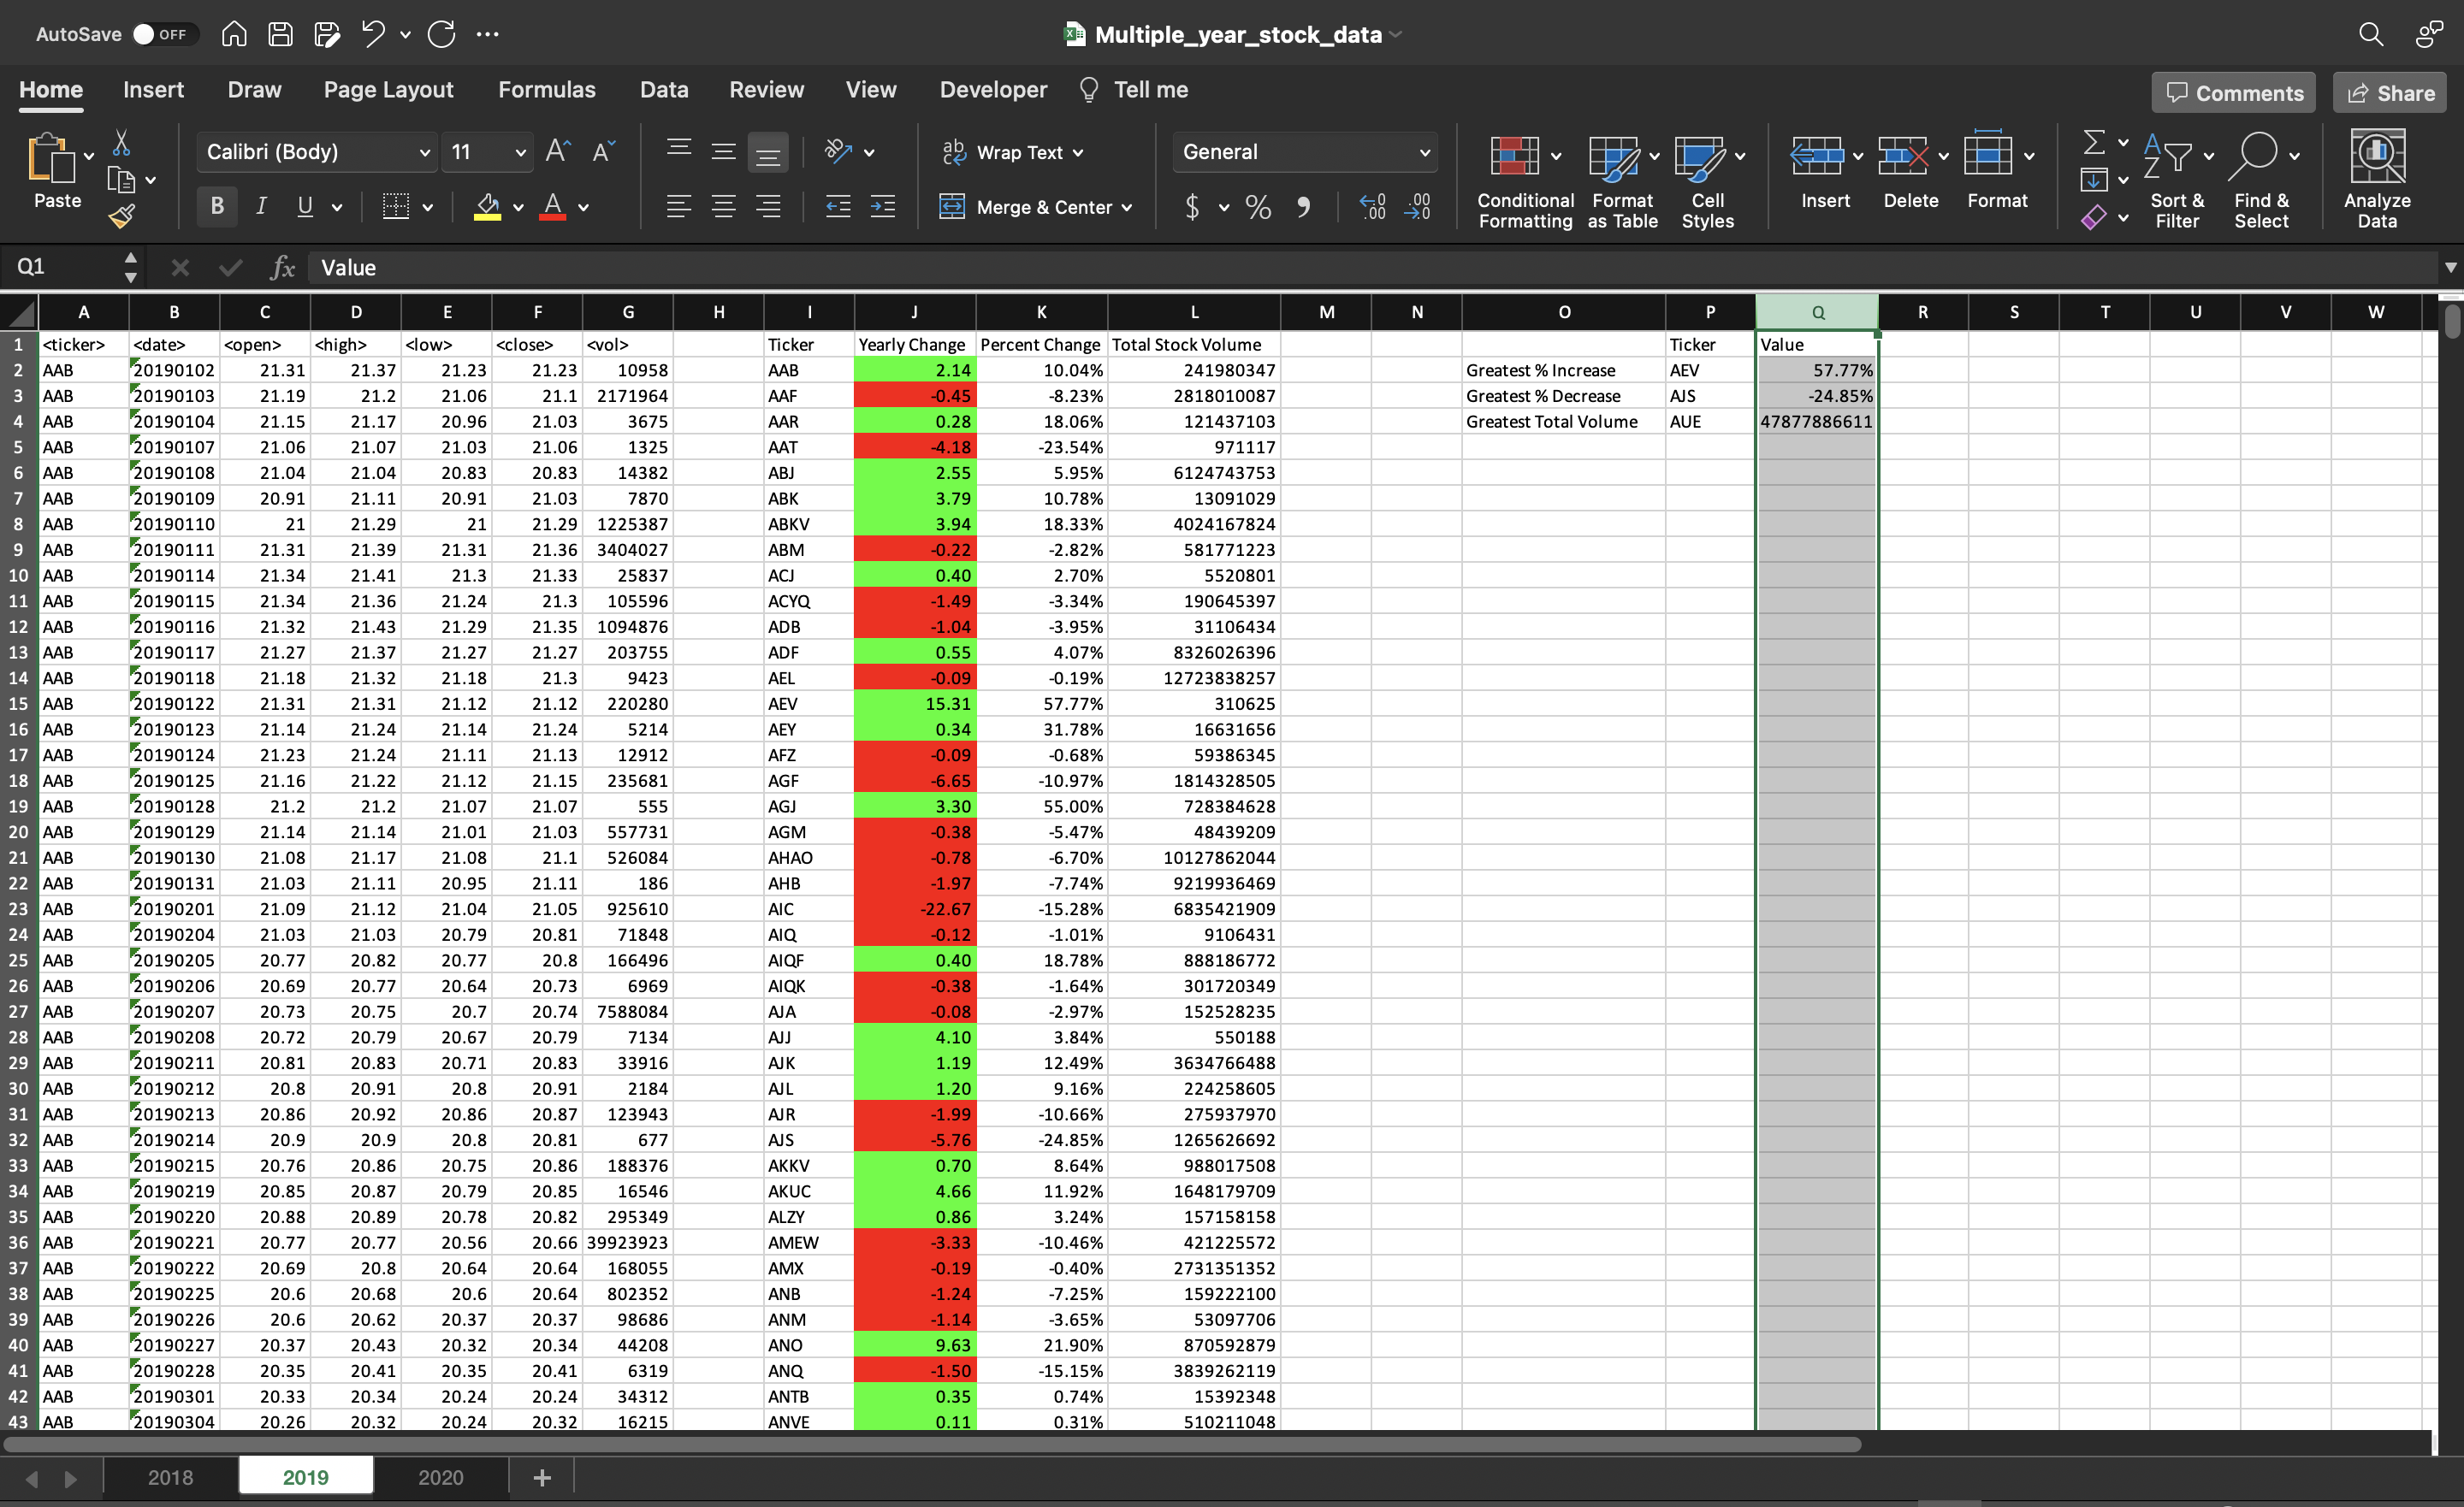 AutoSave OFF Multiple_year_stock_data
Home Insert Draw Page Layout Formulas Data Review View Developer Tell me Comments Share
Paste Calibri (Body) 11 A A Wrap Text General Conditional Formatting Format as Table Cell Styles Insert Delete Format Sort & Filter Find & Select Analyze Data
B I U A Merge & Center $ % 9 .00 .00
Q1 fx Value
A B C D E F G H I J K L M N O P Q R S T U V W
1 <ticker> <date> <open> <high> <low> <close> <vol> Ticker Yearly Change Percent Change Total Stock Volume Ticker Value
2 AAB 20190102 21.31 21.37 21.23 21.23 10958 AAB 2.14 10.04% 241980347 Greatest % Increase AEV 57.77%
3 AAB 20190103 21.19 21.2 21.06 21.1 2171964 AAF -0.45 -8.23% 2818010087 Greatest % Decrease AJS -24.85%
4 AAB 20190104 21.15 21.17 20.96 21.03 3675 AAR 0.28 18.06% 121437103 Greatest Total Volume AUE 47877886611
5 AAB 20190107 21.06 21.07 21.03 21.06 1325 AAT -4.18 -23.54% 971117
6 AAB 20190108 21.04 21.04 20.83 20.83 14382 ABJ 2.55 5.95% 6124743753
7 AAB 20190109 20.91 21.11 20.91 21.03 7870 ABK 3.79 10.78% 13091029
8 AAB 20190110 21 21.29 21 21.29 1225387 ABKV 3.94 18.33% 4024167824
9 AAB 20190111 21.31 21.39 21.31 21.36 3404027 ABM -0.22 -2.82% 581771223
10 AAB 20190114 21.34 21.41 21.3 21.33 25837 ACJ 0.40 2.70% 5520801
11 AAB 20190115 21.34 21.36 21.24 21.3 105596 ACYQ -1.49 -3.34% 190645397
12 AAB 20190116 21.32 21.43 21.29 21.35 1094876 ADB -1.04 -3.95% 31106434
13 AAB 20190117 21.27 21.37 21.27 21.27 203755 ADF 0.55 4.07% 8326026396
14 AAB 20190118 21.18 21.32 21.18 21.3 9423 AEL -0.09 -0.19% 12723838257
15 AAB 20190122 21.31 21.31 21.12 21.12 220280 AEV 15.31 57.77% 310625
16 AAB 20190123 21.14 21.24 21.14 21.24 5214 AEY 0.34 31.78% 16631656
17 AAB 20190124 21.23 21.24 21.11 21.13 12912 AFZ -0.09 -0.68% 59386345
18 AAB 20190125 21.16 21.22 21.12 21.15 235681 AGF -6.65 -10.97% 1814328505
19 AAB 20190128 21.2 21.2 21.07 21.07 555 AGJ 3.30 55.00% 728384628
20 AAB 20190129 21.14 21.14 21.01 21.03 557731 AGM -0.38 -5.47% 48439209
21 AAB 20190130 21.08 21.17 21.08 21.1 526084 AHAO -0.78 -6.70% 10127862044
22 AAB 20190131 21.03 21.11 20.95 21.11 186 AHB -1.97 -7.74% 9219936469
23 AAB 20190201 21.09 21.12 21.04 21.05 925610 AIC -22.67 -15.28% 6835421909
24 AAB 20190204 21.03 21.03 20.79 20.81 71848 AIQ -0.12 -1.01% 9106431
25 AAB 20190205 20.77 20.82 20.77 20.8 166496 AIQF 0.40 18.78% 888186772
26 AAB 20190206 20.69 20.77 20.64 20.73 6969 AIQK -0.38 -1.64% 301720349
27 AAB 20190207 20.73 20.75 20.7 20.74 7588084 AJA -0.08 -2.97% 152528235
28 AAB 20190208 20.72 20.79 20.67 20.79 7134 AJJ 4.10 3.84% 550188
29 AAB 20190211 20.81 20.83 20.71 20.83 33916 AJK 1.19 12.49% 3634766488
30 AAB 20190212 20.8 20.91 20.8 20.91 2184 AJL 1.20 9.16% 224258605
31 AAB 20190213 20.86 20.92 20.86 20.87 123943 AJR -1.99 -10.66% 275937970
32 AAB 20190214 20.9 20.9 20.8 20.81 677 AJS -5.76 -24.85% 1265626692
33 AAB 20190215 20.76 20.86 20.75 20.86 188376 AKKV 0.70 8.64% 988017508
34 AAB 20190219 20.85 20.87 20.79 20.85 16546 AKUC 4.66 11.92% 1648179709
35 AAB 20190220 20.88 20.89 20.78 20.82 295349 ALZY 0.86 3.24% 157158158
36 AAB 20190221 20.77 20.77 20.56 20.66 39923923 AMEW -3.33 -10.46% 421225572
37 AAB 20190222 20.69 20.8 20.64 20.64 168055 AMX -0.19 -0.40% 2731351352
38 AAB 20190225 20.6 20.68 20.6 20.64 802352 ANB -1.24 -7.25% 159222100
39 AAB 20190226 20.6 20.62 20.37 20.37 98686 ANM -1.14 -3.65% 53097706
40 AAB 20190227 20.37 20.43 20.32 20.34 44208 ANO 9.63 21.90% 870592879
41 AAB 20190228 20.35 20.41 20.35 20.41 6319 ANQ -1.50 -15.15% 3839262119
42 AAB 20190301 20.33 20.34 20.24 20.24 34312 ANTB 0.35 0.74% 15392348
43 AAB 20190304 20.26 20.32 20.24 20.32 16215 ANVE 0.11 0.31% 510211048
2018 2019 2020 +